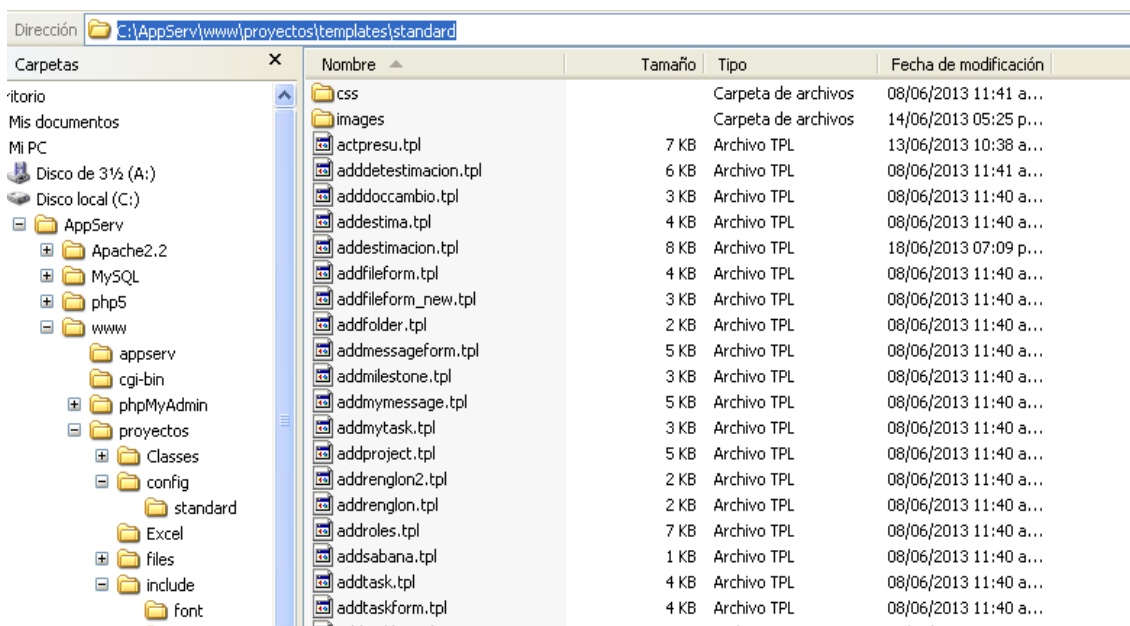 Dirección C:\AppServ\www\proyectos\templates\standard
Carpetas
ritorio
Mis documentos
Mi PC
Disco de 3½ (A:)
Disco local (C:)
AppServ
Apache2.2
MySQL
php5
www
appserv
cgi-bin
phpMyAdmin
proyectos
Classes
config
standard
Excel
files
include
font
Nombre Tamaño Tipo Fecha de modificación
css Carpeta de archivos 08/06/2013 11:41 a...
images Carpeta de archivos 14/06/2013 05:25 p...
actpresu.tpl 7 KB Archivo TPL 13/06/2013 10:38 a...
adddetestimacion.tpl 6 KB Archivo TPL 08/06/2013 11:41 a...
adddoccambio.tpl 3 KB Archivo TPL 08/06/2013 11:40 a...
addestima.tpl 4 KB Archivo TPL 08/06/2013 11:40 a...
addestimacion.tpl 8 KB Archivo TPL 18/06/2013 07:09 p...
addfileform.tpl 4 KB Archivo TPL 08/06/2013 11:40 a...
addfileform_new.tpl 3 KB Archivo TPL 08/06/2013 11:40 a...
addfolder.tpl 2 KB Archivo TPL 08/06/2013 11:40 a...
addmessageform.tpl 5 KB Archivo TPL 08/06/2013 11:40 a...
addmilestone.tpl 3 KB Archivo TPL 08/06/2013 11:40 a...
addmymessage.tpl 5 KB Archivo TPL 08/06/2013 11:40 a...
addmytask.tpl 3 KB Archivo TPL 08/06/2013 11:40 a...
addproject.tpl 5 KB Archivo TPL 08/06/2013 11:40 a...
addrenglon2.tpl 2 KB Archivo TPL 08/06/2013 11:40 a...
addrenglon.tpl 2 KB Archivo TPL 08/06/2013 11:40 a...
addroles.tpl 7 KB Archivo TPL 08/06/2013 11:40 a...
addsabana.tpl 1 KB Archivo TPL 08/06/2013 11:40 a...
addtask.tpl 4 KB Archivo TPL 08/06/2013 11:40 a...
addtaskform.tpl 4 KB Archivo TPL 08/06/2013 11:40 a...